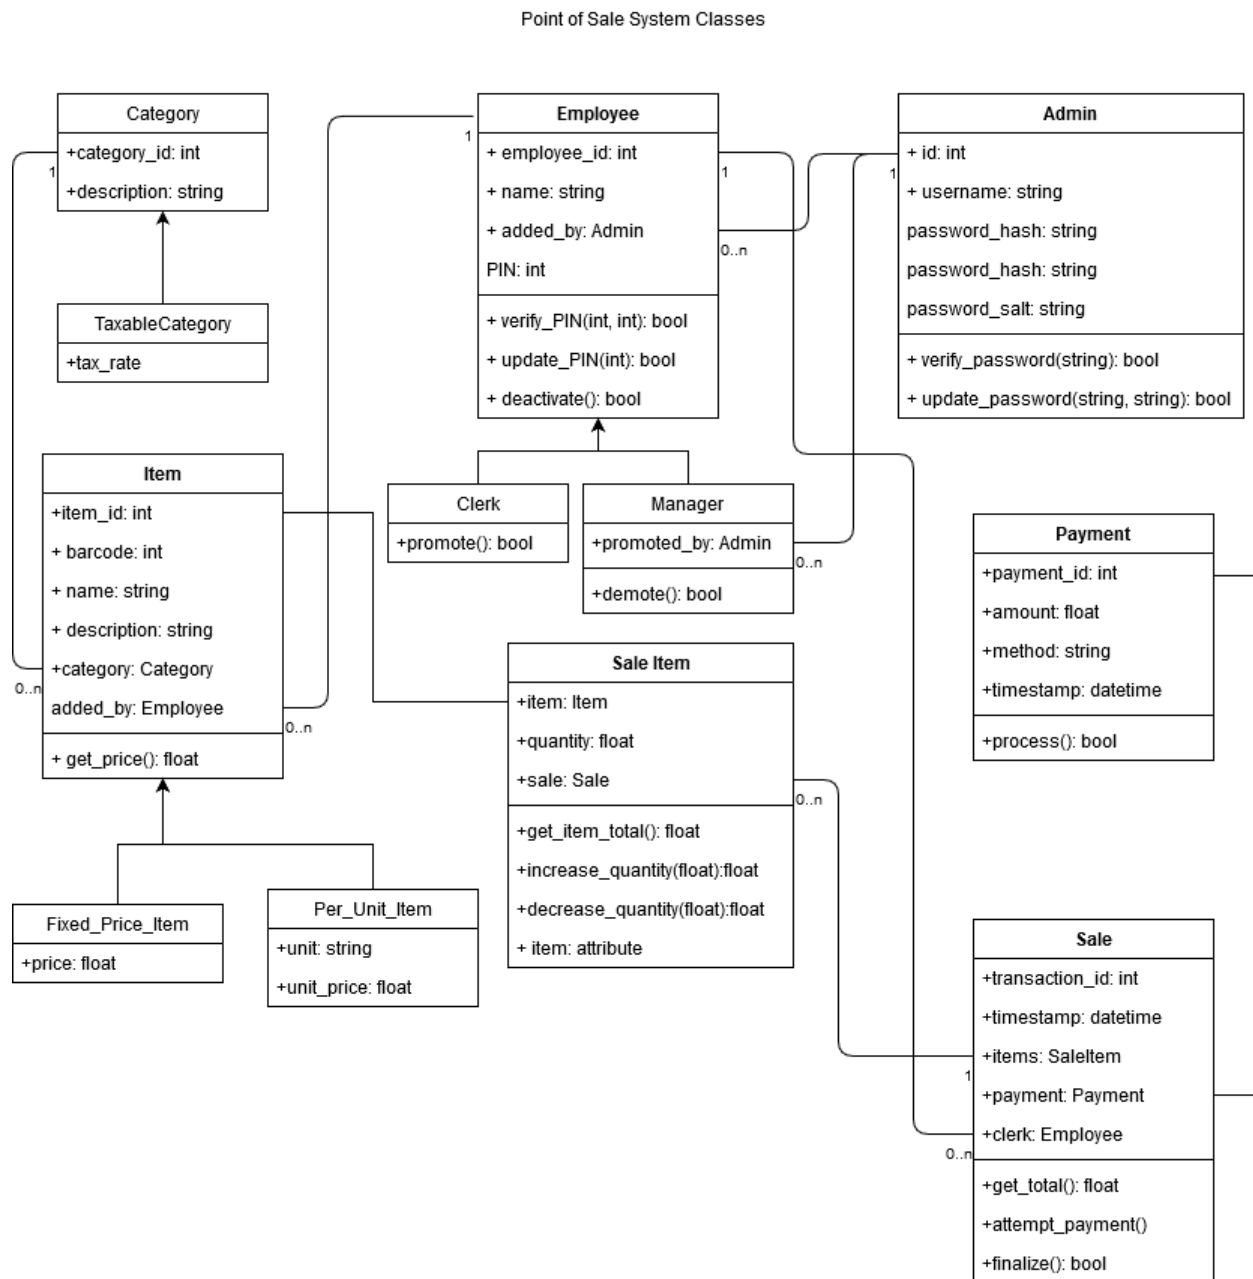 Point of Sale System Classes
Category
+category_id: int
+description: string
1
TaxableCategory
+tax_rate
Employee
+ employee_id: int
+ name: string
+ added_by: Admin
PIN: int
+ verify_PIN(int, int): bool
+ update_PIN(int): bool
+ deactivate(): bool
1
1
0..n
Admin
+ id: int
+ username: string
password_hash: string
password_hash: string
password_salt: string
+ verify_password(string): bool
+ update_password(string, string): bool
1
Item
+item_id: int
+ barcode: int
+ name: string
+ description: string
+category: Category
added_by: Employee
+ get_price(): float
0..n
0..n
Clerk
+promote(): bool
Manager
+promoted_by: Admin
+demote(): bool
0..n
Payment
+payment_id: int
+amount: float
+method: string
+timestamp: datetime
+process(): bool
Sale Item
+item: Item
+quantity: float
+sale: Sale
+get_item_total(): float
+increase_quantity(float):float
+decrease_quantity(float):float
+ item: attribute
0..n
Fixed_Price_Item
+price: float
Per_Unit_Item
+unit: string
+unit_price: float
Sale
+transaction_id: int
+timestamp: datetime
+items: SaleItem
+payment: Payment
+clerk: Employee
+get_total(): float
+attempt_payment()
+finalize(): bool
1
0..n